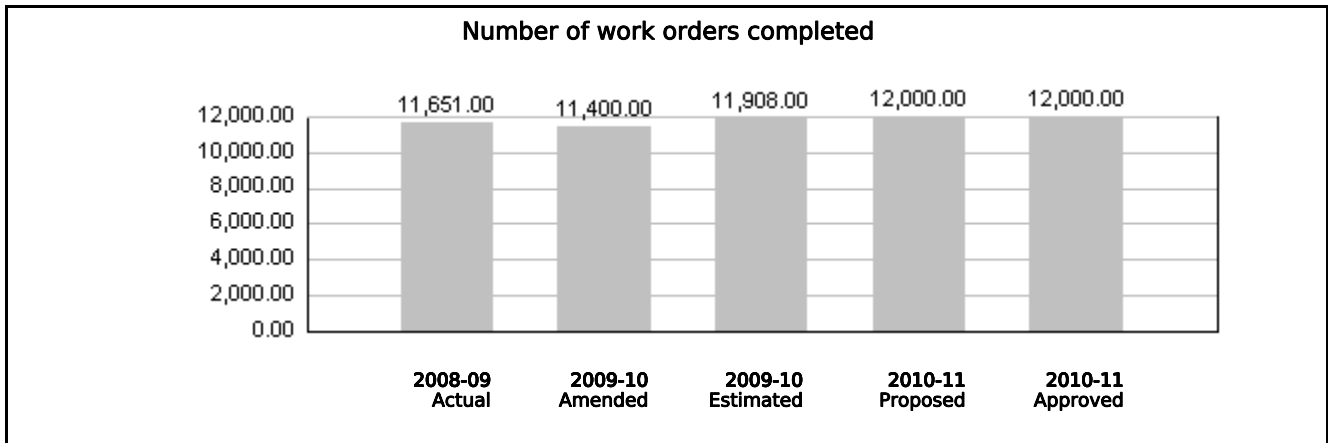 Number of work orders completed
11,651.00 11,400.00 11,908.00 12,000.00 12,000.00
12,000.00
10,000.00
8,000.00
6,000.00
4,000.00
2,000.00
0.00
2008-09 2009-10 2009-10 2010-11 2010-11
Actual Amended Estimated Proposed Approved